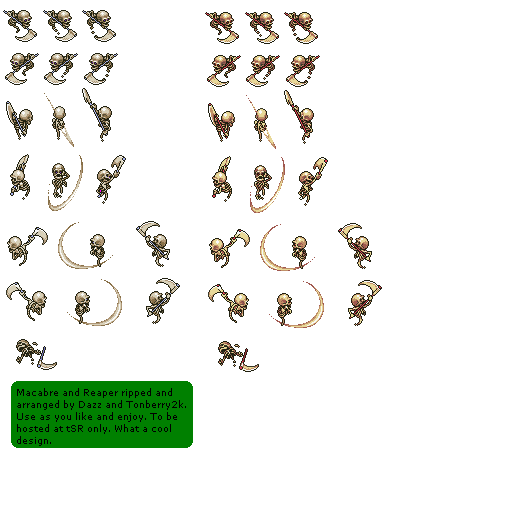 Macabre and Reaper ripped and
arranged by Dazz and Tonberry2k.
Use as you like and enjoy. To be
hosted at tSR only. What a cool
design.